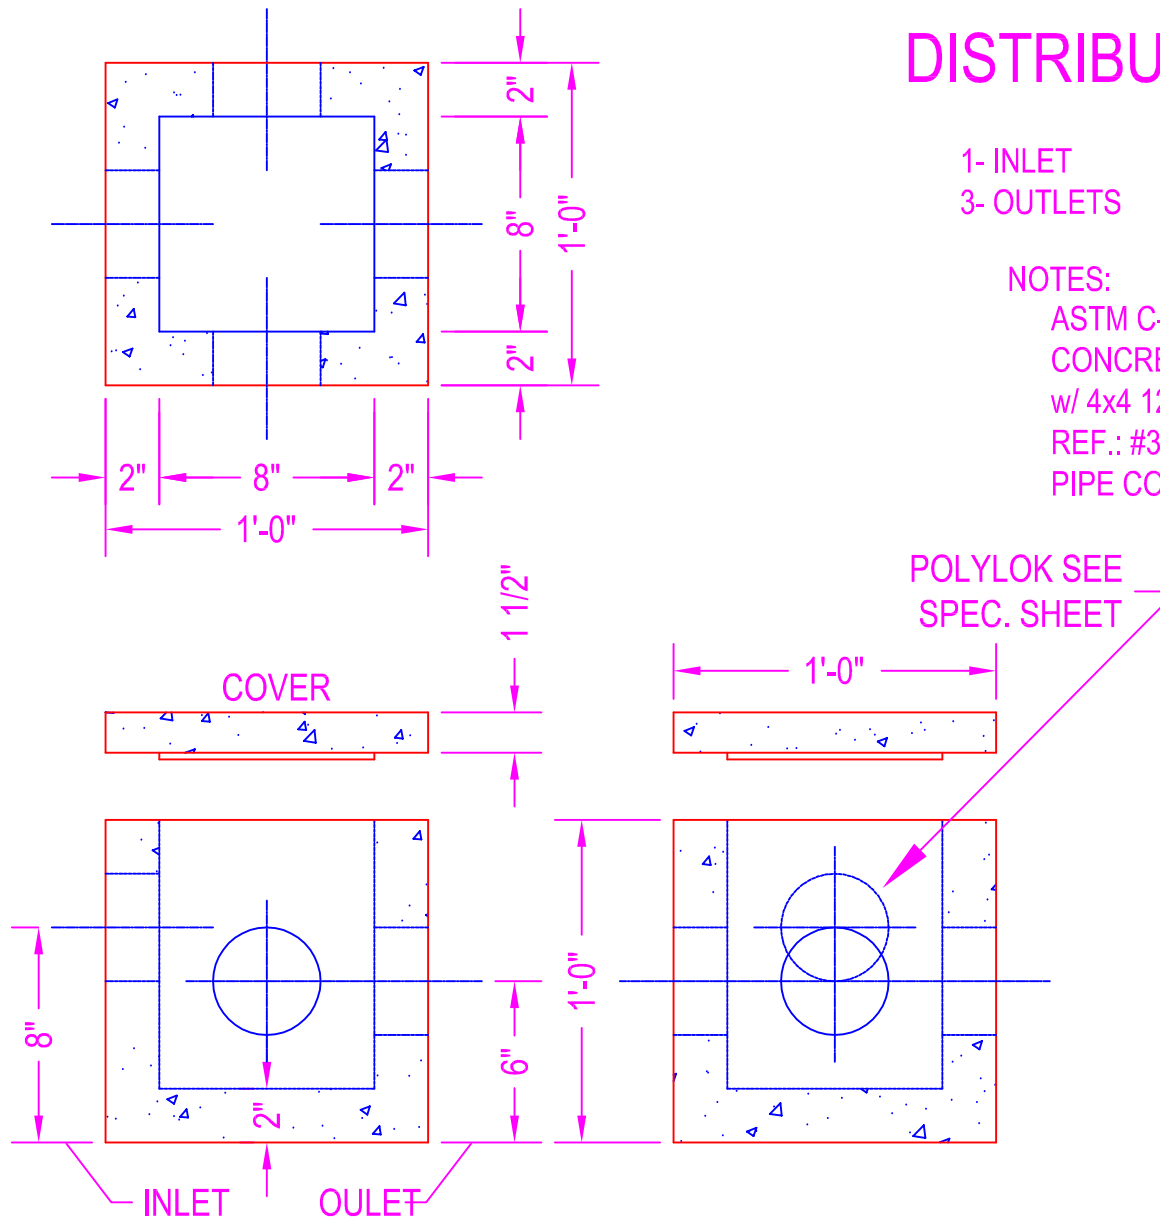 DISTRIBU
1- INLET
3- OUTLETS
NOTES:
ASTM C-
CONCRE
w/ 4x4 12
REF.: #3
PIPE CO
2"
8"
2"
1'-0"
2"
8"
2"
1'-0"
POLYLOK SEE
SPEC. SHEET
1 1/2"
COVER
1'-0"
8"
2"
6"
1'-0"
INLET
OULET